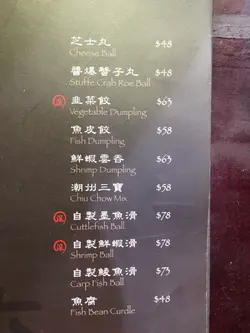 芝士丸 $48
Cheese Ball
醬爆蟹子丸 $48
Stuffe Crab Roe Ball
韭菜餃 $63
Vegetable Dumpling
魚皮餃 $58
Fish Dumpling
鮮蝦雲吞 $63
Shrimp Dumpling
潮州三寶 $58
Chiu Chow Mix
自製墨魚滑 $78
Cuttlefish Ball
自製鮮蝦滑 $78
Shrimp Ball
自製鯪魚滑 $73
Carp Fish Ball
魚腐 $48
Fish Bean Curdle